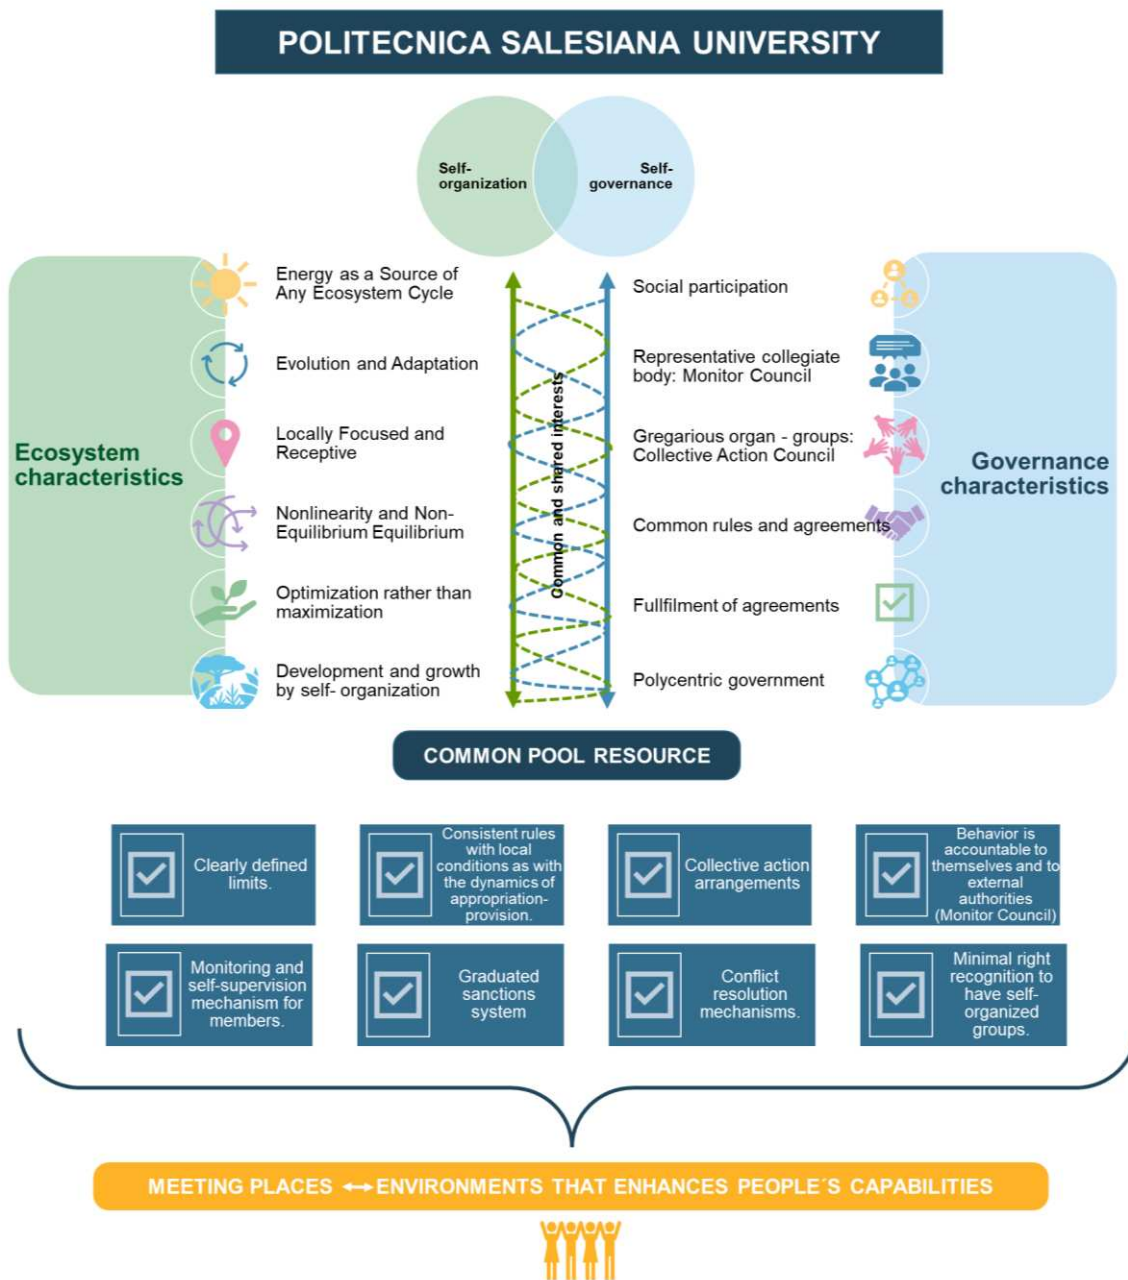 POLITECNICA SALESIANA UNIVERSITY
Self-
organization
Self-
governance
Ecosystem
characteristics
Energy as a Source of
Any Ecosystem Cycle
Evolution and Adaptation
Locally Focused and
Receptive
Nonlinearity and Non-
Equilibrium Equilibrium
Optimization rather than
maximization
Development and growth
by self- organization
Common and shared interests
Social participation
Representative collegiate
body: Monitor Council
Gregarious organ - groups:
Collective Action Council
Common rules and agreements
Fullfilment of agreements
Polycentric government
Governance
characteristics
COMMON POOL RESOURCE
Clearly defined
limits.
Consistent rules
with local
conditions as with
the dynamics of
appropriation-
provision.
Collective action
arrangements
Behavior is
accountable to
themselves and to
external
authorities
(Monitor Council)
Monitoring and
self-supervision
mechanism for
members.
Graduated
sanctions
system
Conflict
resolution
mechanisms.
Minimal right
recognition to
have self-
organized
groups.
MEETING PLACES ↔ENVIRONMENTS THAT ENHANCES PEOPLE´S CAPABILITIES